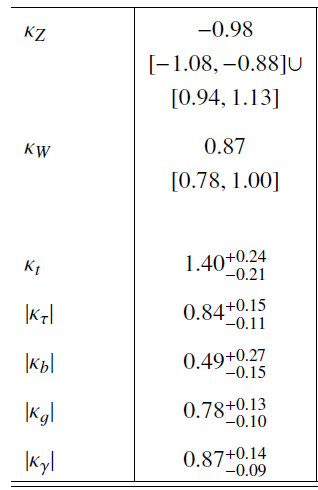 κZ −0.98
[−1.08, −0.88]∪
[0.94, 1.13]
κW 0.87
[0.78, 1.00]
κt 1.40+0.24 −0.21
|κτ| 0.84+0.15 −0.11
|κb| 0.49+0.27 −0.15
|κg| 0.78+0.13 −0.10
|κγ| 0.87+0.14 −0.09